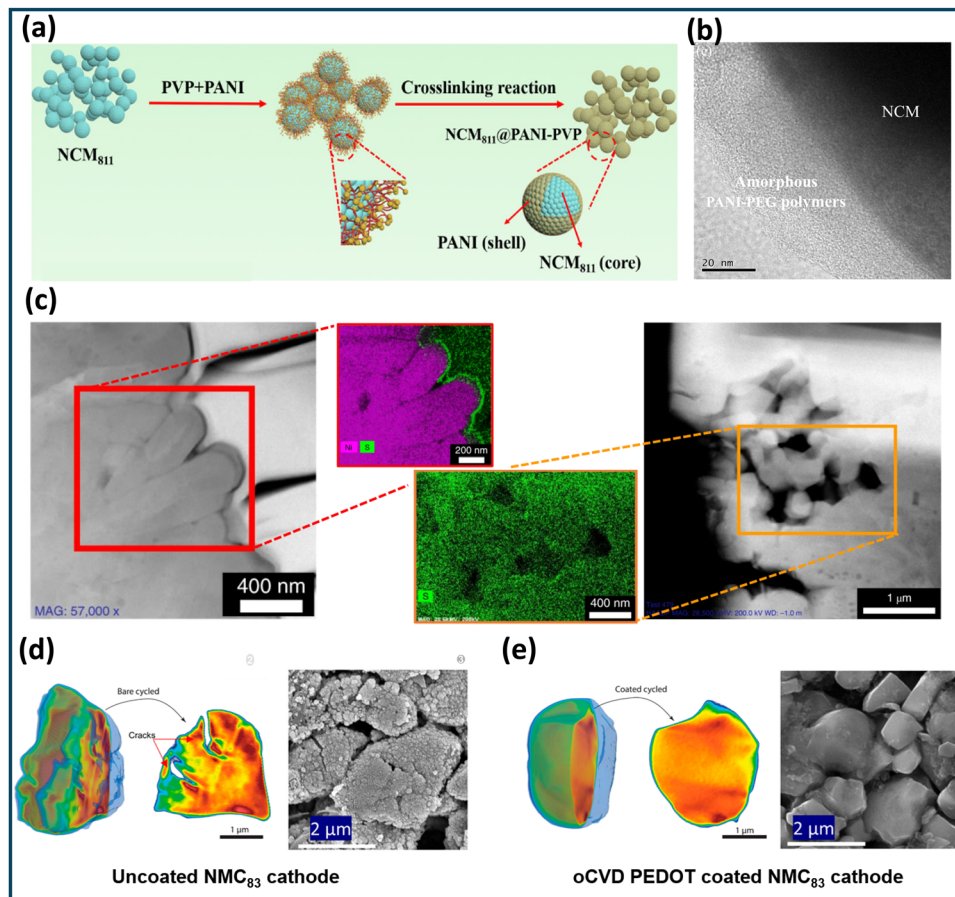 (a)
PVP+PANI
Crosslinking reaction
NCM811@PANI-PVP
NCM811
PANI (shell)
NCM811 (core)
(b)
NCM
Amorphous
PANI-PEG polymers
20 nm
(c)
400 nm
MAG: 57,000 x
Ni S
200 nm
S
400 nm
1 µm
(d)
Bare cycled
Cracks
1 µm
2 µm
Uncoated NMC83 cathode
(e)
Coated cycled
1 µm
2 µm
oCVD PEDOT coated NMC83 cathode